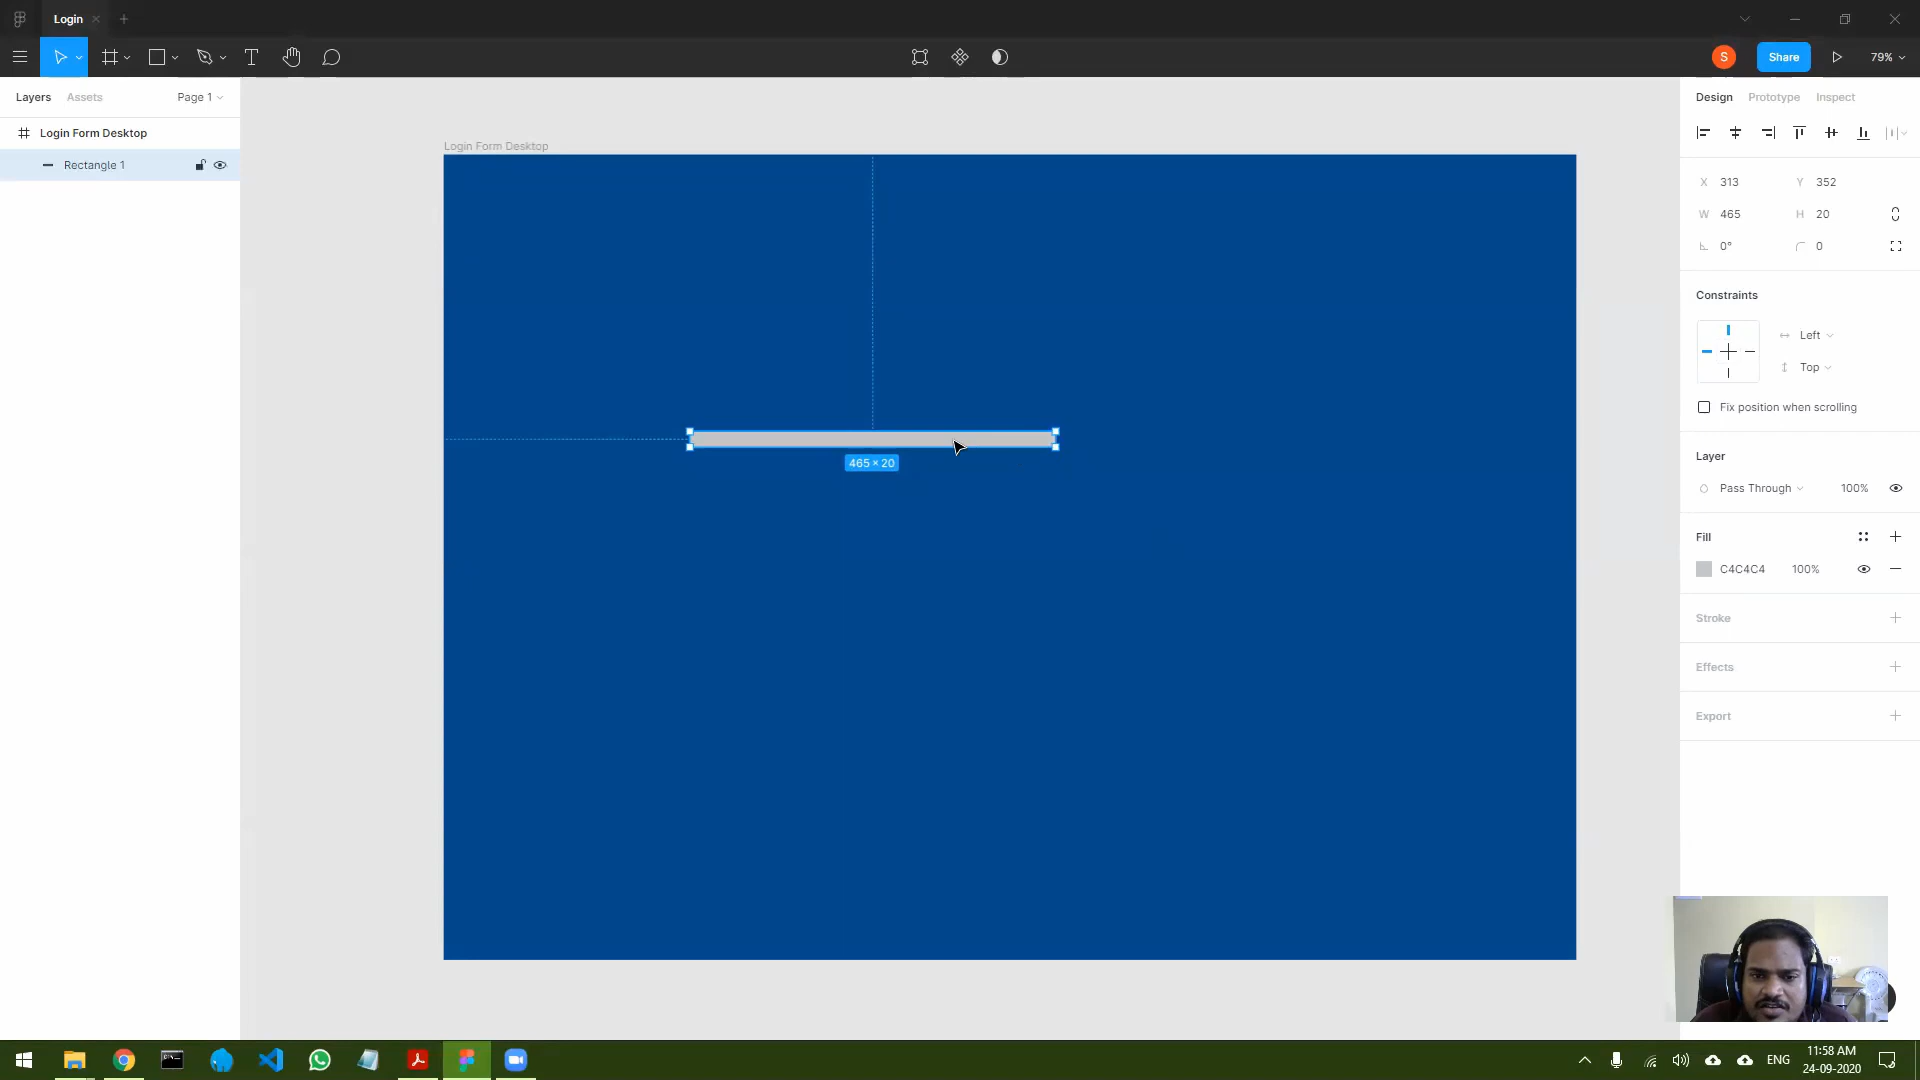 Login
S
Share
79%
Layers
Assets
Page 1
Design
Prototype
Inspect
Login Form Desktop
Rectangle 1
Login Form Desktop
465 × 20
X 313
Y 352
W 465
H 20
0°
0
Constraints
Left
Top
Fix position when scrolling
Layer
Pass Through
100%
Fill
C4C4C4
100%
Stroke
Effects
Export
ENG
11:58 AM
24-09-2020